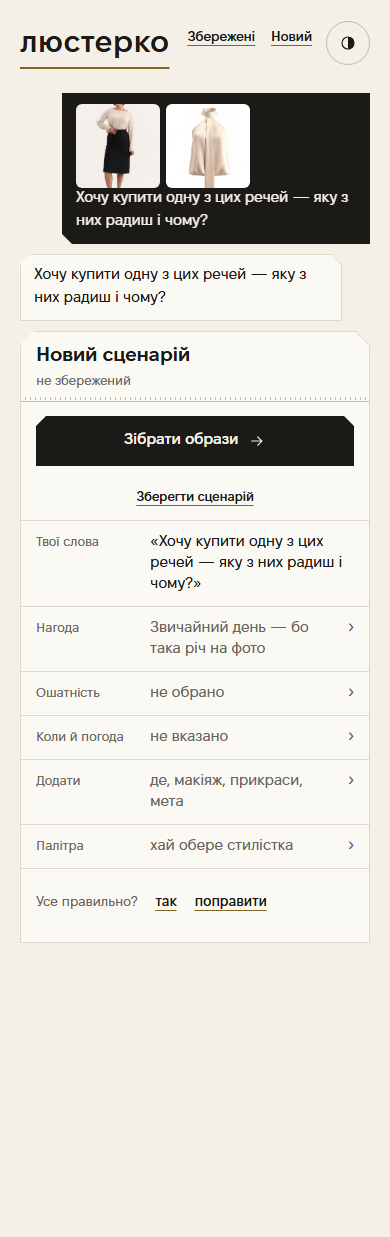 люстерко
Збережені
Новий
Хочу купити одну з цих речей — яку з
них радиш і чому?
Хочу купити одну з цих речей — яку з
них радиш і чому?
Новий сценарій
не збережений
Зібрати образи →
Зберегти сценарій
Твої слова
«Хочу купити одну з цих
речей — яку з них радиш і
чому?»
Нагода
Звичайний день — бо
така річ на фото
Ошатність
не обрано
Коли й погода
не вказано
Додати
де, макіяж, прикраси,
мета
Палітра
хай обере стилістка
Усе правильно?
так
поправити